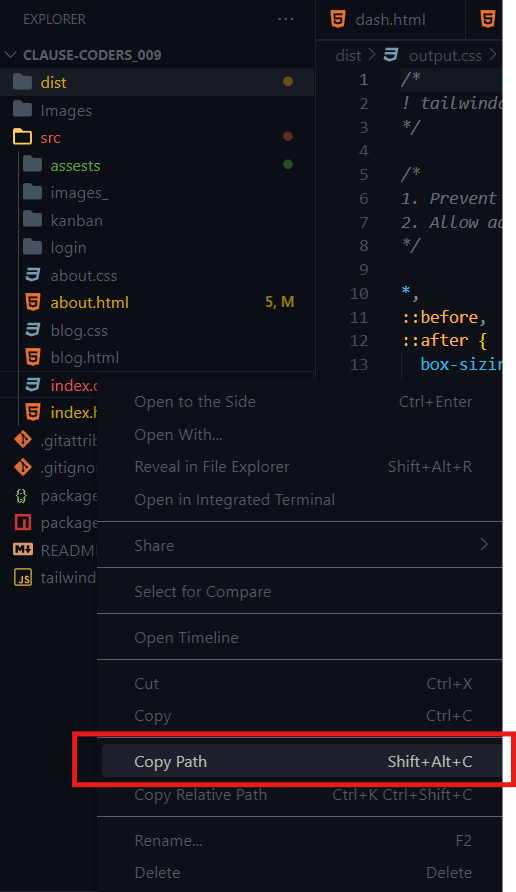 EXPLORER ...
CLAUSE-CODERS_009
dist
Images
src
assests
images_
kanban
login
about.css
about.html 5, M
blog.css
blog.html
index.
index.
.gitattrib
.gitigno
package
package
README
tailwind
Open to the Side Ctrl+Enter
Open With...
Reveal in File Explorer Shift+Alt+R
Open in Integrated Terminal
Share
Select for Compare
Open Timeline
Cut Ctrl+X
Copy Ctrl+C
Copy Path Shift+Alt+C
Copy Relative Path Ctrl+K Ctrl+Shift+C
Rename... F2
Delete Delete
dash.html
dist > output.css >
1 /*
2 ! tailwind
3 */
4
5 /*
6 1. Prevent
7 2. Allow
8 */
9
10 *,
11 ::before,
12 ::after {
13 box-sizin